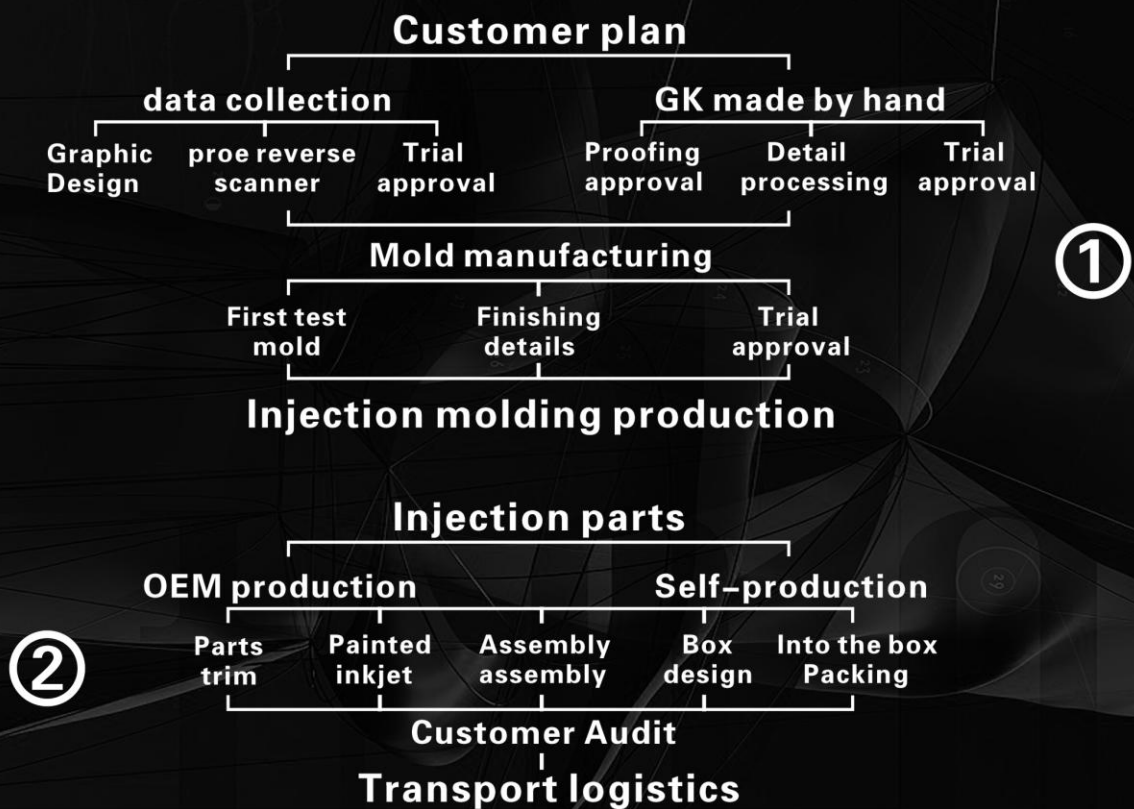 Customer plan
data collection
GK made by hand
Graphic
Design
proe reverse
scanner
Trial
approval
Proofing
approval
Detail
processing
Trial
approval
①
Mold manufacturing
First test
mold
Finishing
details
Trial
approval
Injection molding production
Injection parts
OEM production
Self-production
②
Parts
trim
Painted
inkjet
Assembly
assembly
Box
design
Into the box
Packing
Customer Audit
Transport logistics